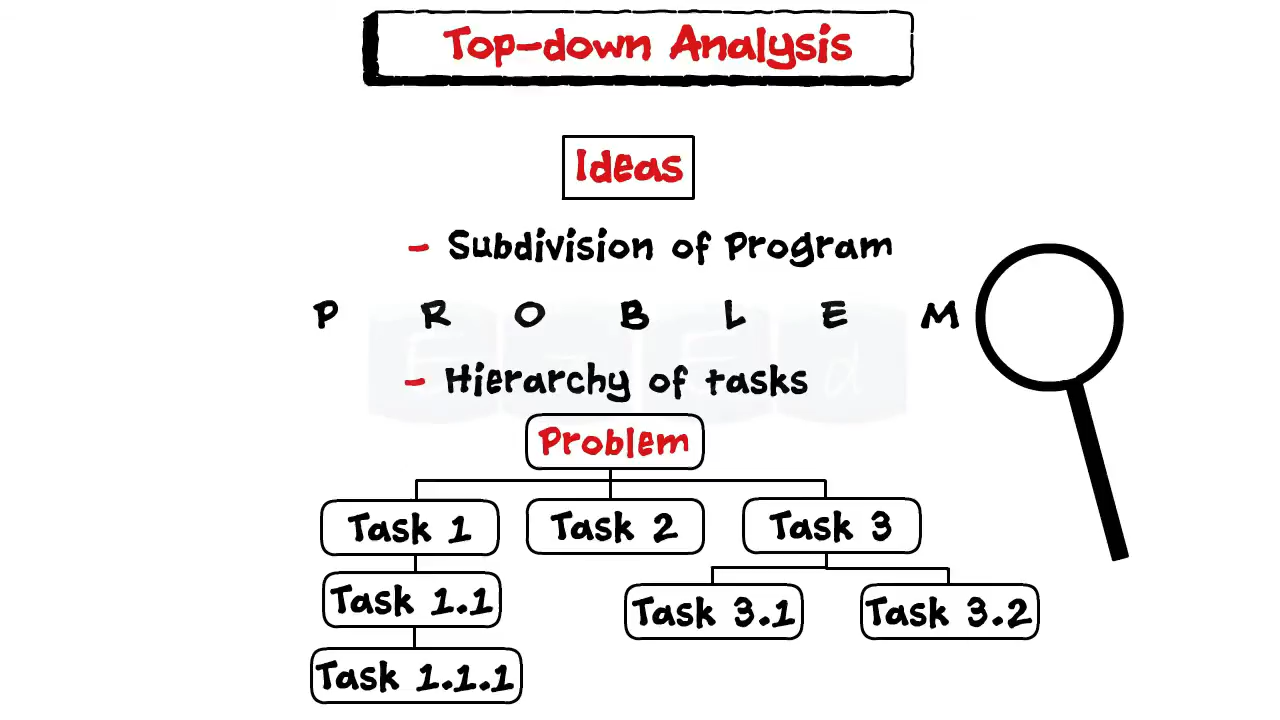 Top-down Analysis
Ideas
- Subdivision of Program
P R O B L E M
- Hierarchy of tasks
Problem
Task 1 Task 2 Task 3
Task 1.1 Task 3.1 Task 3.2
Task 1.1.1